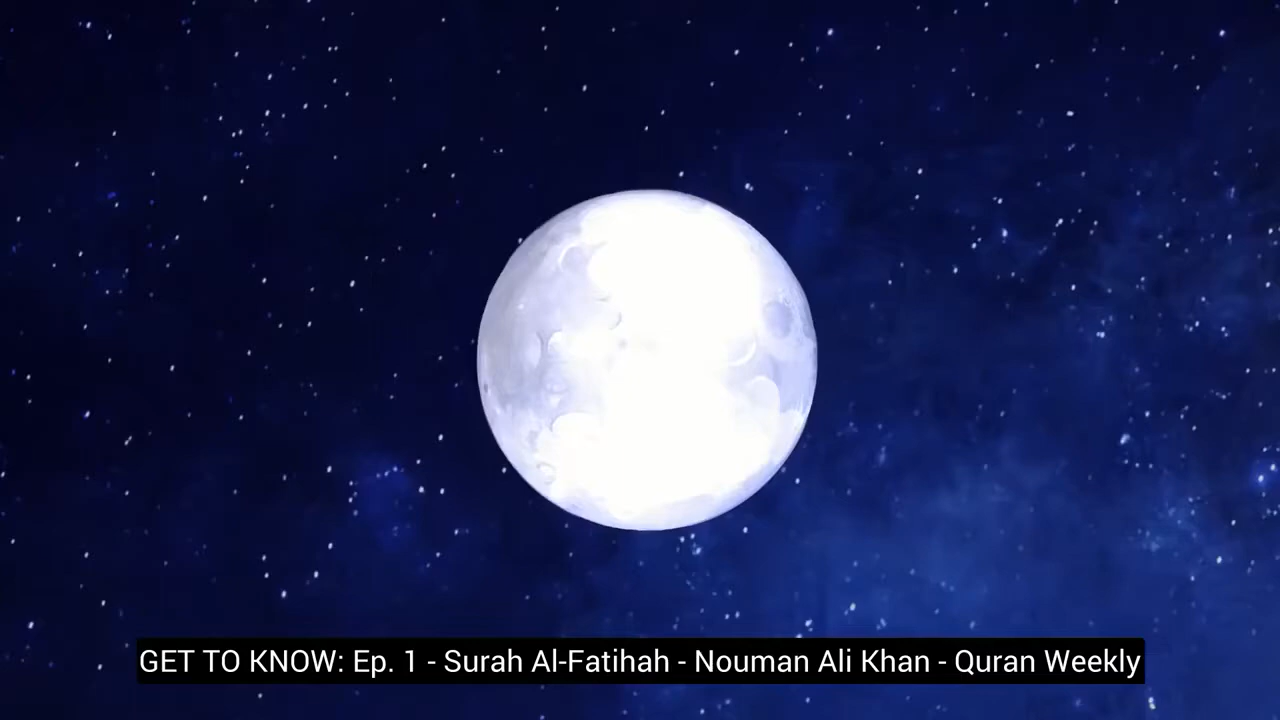 GET TO KNOW: Ep. 1 - Surah Al-Fatihah - Nouman Ali Khan - Quran Weekly